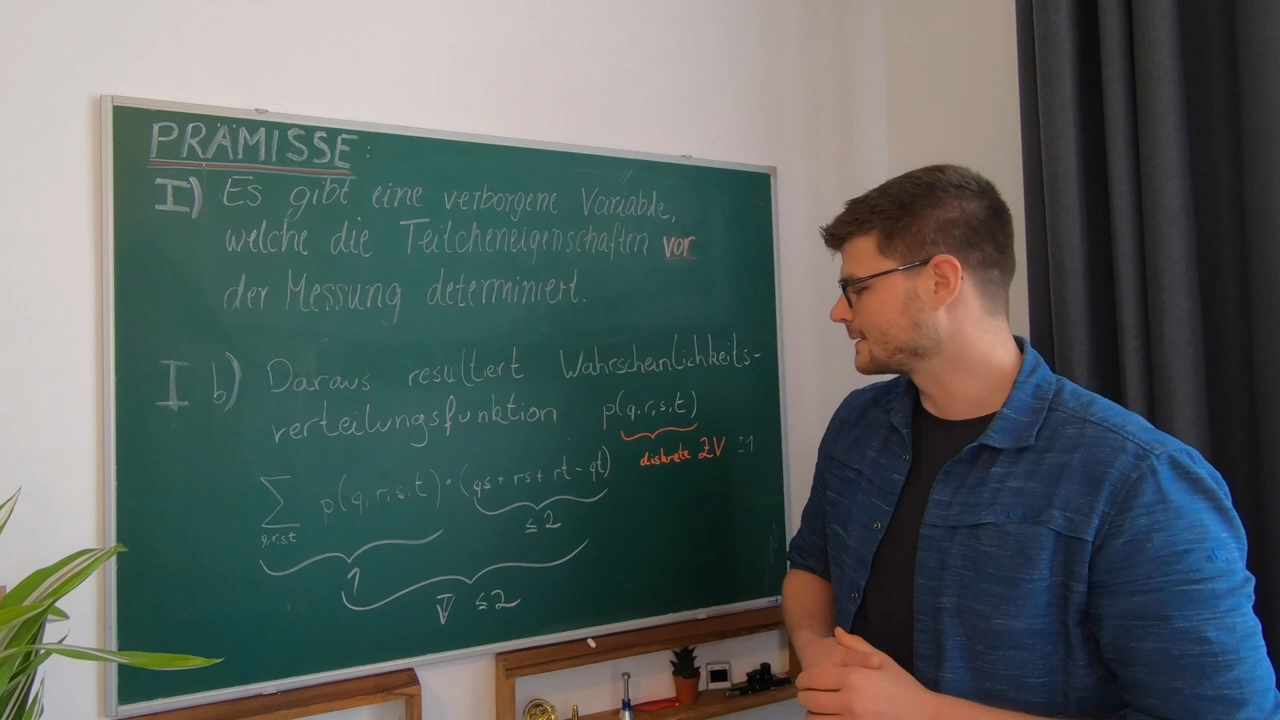 PRÄMISSE:
I) Es gibt eine verborgene Variable,
welche die Teilcheneigenschaften vor
der Messung determiniert.
I b) Daraus resultiert Wahrscheinlichkeits-
verteilungsfunktion p(q,r,s,t)
diskrete ZV
∑ p(q,r,s,t) · (qs + rs + rt - qt)
q,r,s,t
≤ 2
1
≤ 2